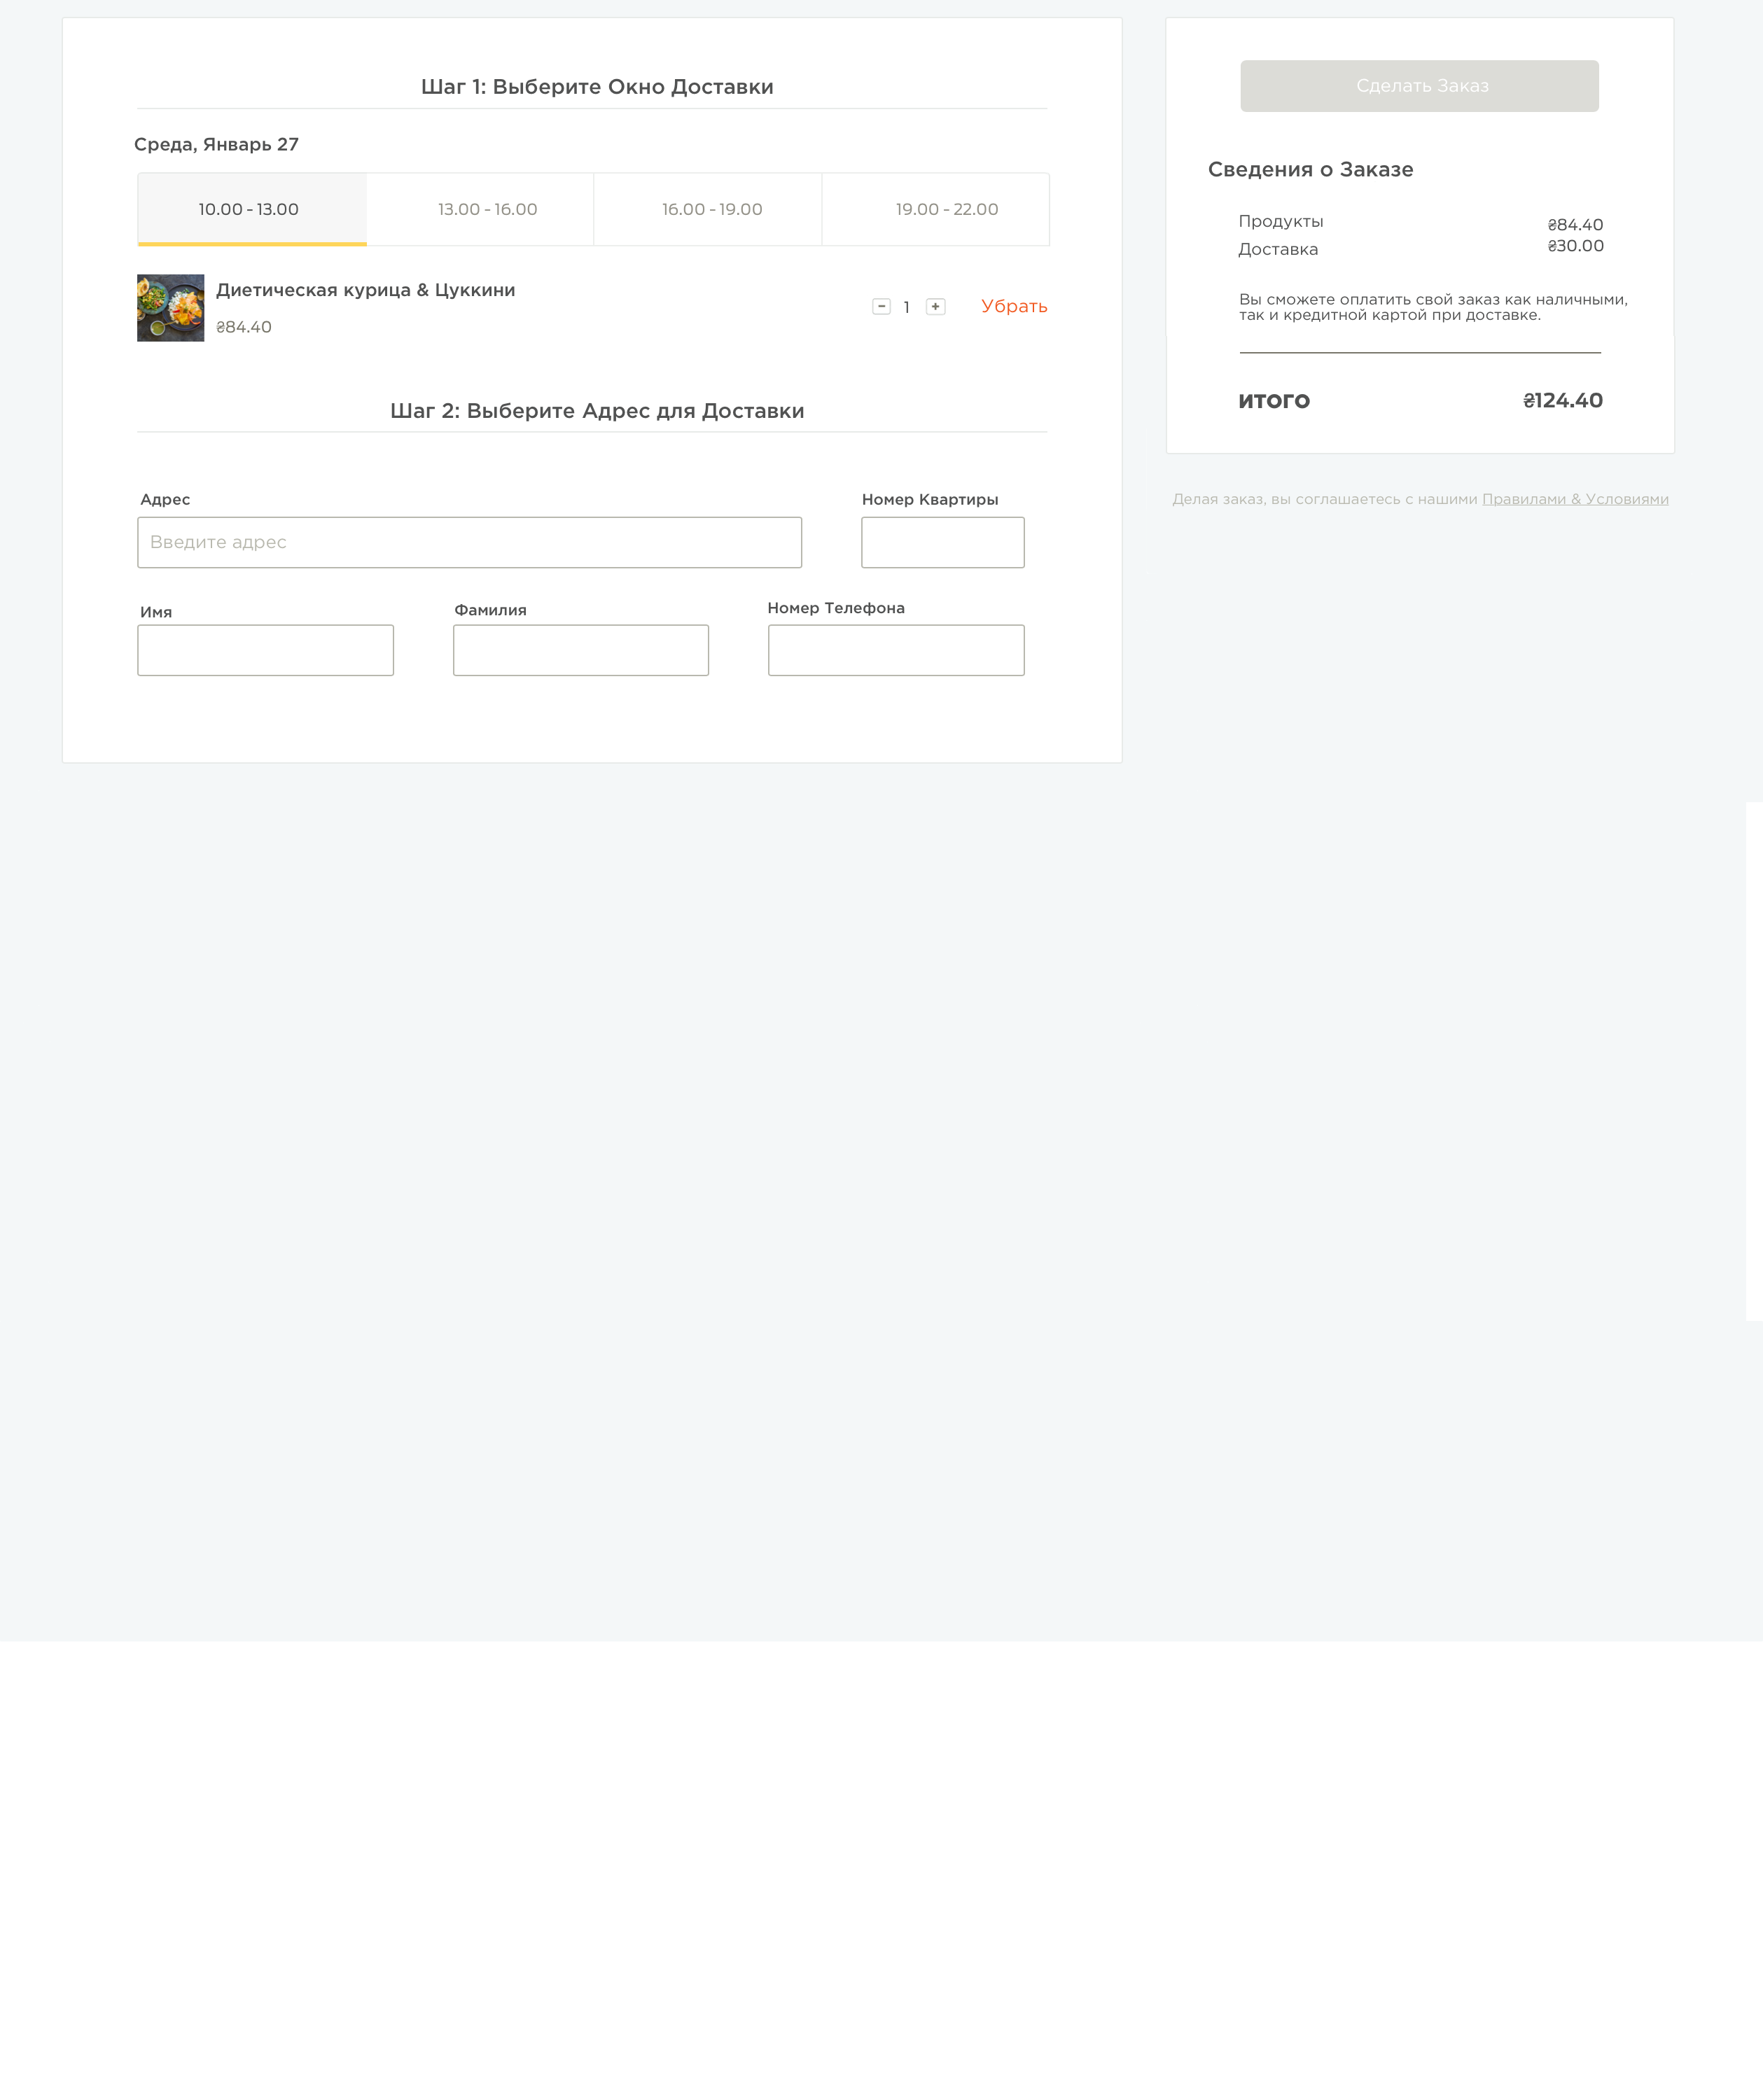 Шаг 1: Выберите Окно Доставки
Среда, Январь 27
10.00 - 13.00
13.00 - 16.00
16.00 - 19.00
19.00 - 22.00
Диетическая курица & Цуккини
₴84.40
1
Убрать
Шаг 2: Выберите Адрес для Доставки
Адрес
Номер Квартиры
Введите адрес
Имя
Фамилия
Номер Телефона
Сделать Заказ
Сведения о Заказе
Продукты
₴84.40
Доставка
₴30.00
Вы сможете оплатить свой заказ как наличными,
так и кредитной картой при доставке.
итого
₴124.40
Делая заказ, вы соглашаетесь с нашими Правилами & Условиями